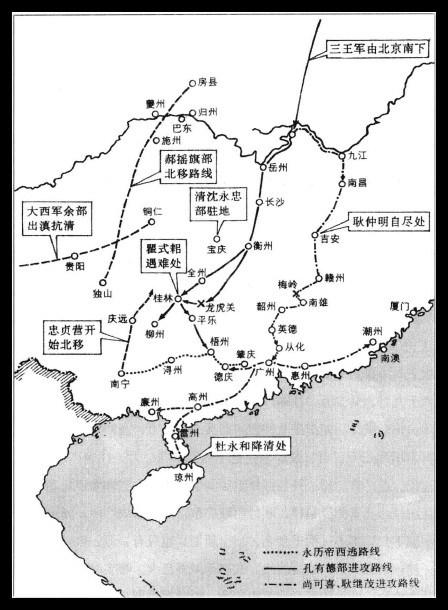 三王军由北京南下
房县
夔州
归州
巴东
施州
郝摇旗部
北移路线
岳州
九江
南昌
大西军余部
出滇抗清
铜仁
清沈永忠
部驻地
长沙
耿仲明自尽处
瞿式耜
遇难处
宝庆
衡州
吉安
贵阳
独山
全州
赣州
梅岭
桂林
龙虎关
韶州
南雄
厦门
庆远
平乐
柳州
英德
潮州
忠贞营开
始北移
梧州
肇庆
从化
南澳
浔州
南宁
德庆
广州
惠州
廉州
高州
雷州
杜永和降清处
琼州
永历帝西逃路线
孔有德部进攻路线
尚可喜、耿继茂进攻路线